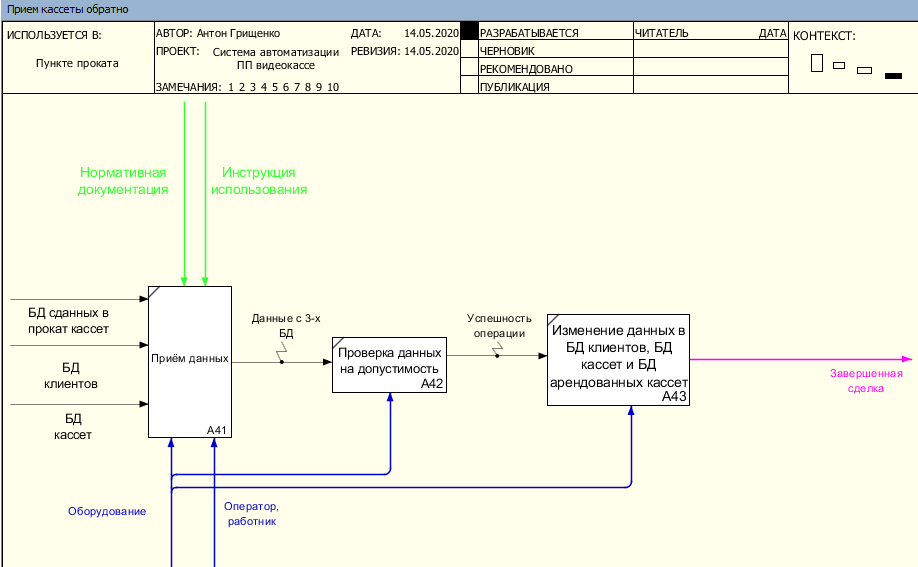 Прием кассеты обратно
ИСПОЛЬЗУЕТСЯ В:
Пункте проката
АВТОР: Антон Грищенко
ДАТА: 14.05.2020
ПРОЕКТ: Система автоматизации
ПП видеокассе
РЕВИЗИЯ: 14.05.2020
ЗАМЕЧАНИЯ: 1 2 3 4 5 6 7 8 9 10
РАЗРАБАТЫВАЕТСЯ
ЧЕРНОВИК
РЕКОМЕНДОВАНО
ПУБЛИКАЦИЯ
ЧИТАТЕЛЬ ДАТА
КОНТЕКСТ:
Нормативная
документация
Инструкция
использования
БД сданных в
прокат кассет
БД
клиентов
БД
кассет
Приём данных
A41
Данные с 3-х
БД
Проверка данных
на допустимость
A42
Успешность
операции
Изменение данных в
БД клиентов, БД
кассет и БД
арендованных кассет
A43
Завершенная
сделка
Оборудование
Оператор,
работник